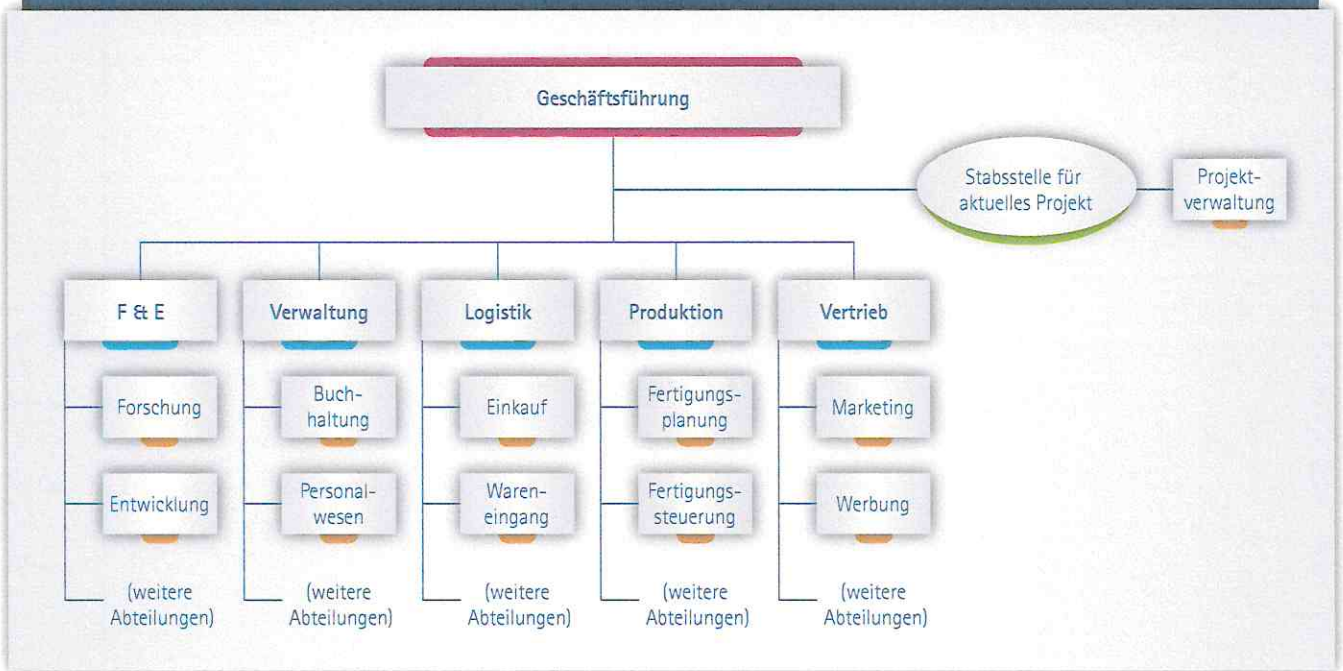 Geschäftsführung
Stabsstelle für
aktuelles Projekt
Projekt-
verwaltung
F & E
Verwaltung
Logistik
Produktion
Vertrieb
Forschung
Buch-
haltung
Einkauf
Fertigungs-
planung
Marketing
Entwicklung
Personal-
wesen
Waren-
eingang
Fertigungs-
steuerung
Werbung
(weitere
Abteilungen)
(weitere
Abteilungen)
(weitere
Abteilungen)
(weitere
Abteilungen)
(weitere
Abteilungen)